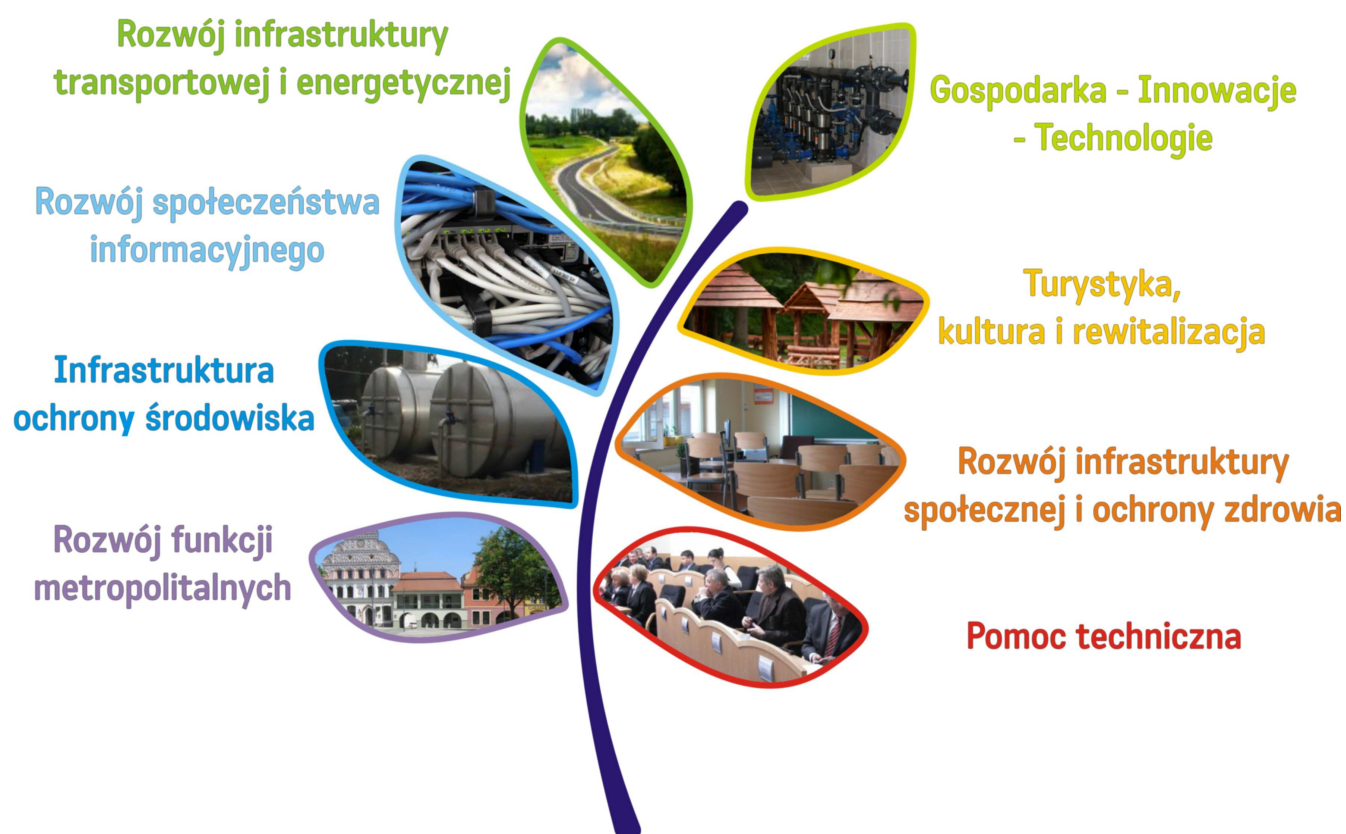 Rozwój infrastruktury
transportowej i energetycznej
Rozwój społeczeństwa
informacyjnego
Infrastruktura
ochrony środowiska
Rozwój funkcji
metropolitalnych
Gospodarka - Innowacje
- Technologie
Turystyka,
kultura i rewitalizacja
Rozwój infrastruktury
społecznej i ochrony zdrowia
Pomoc techniczna